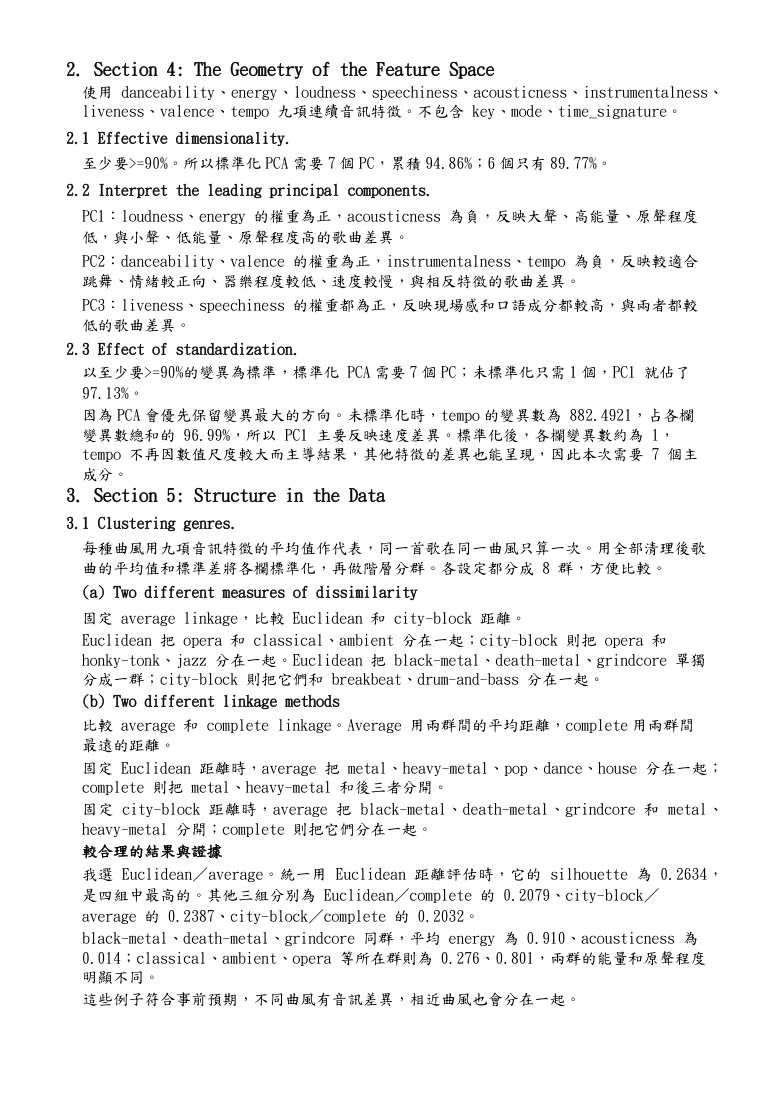 2. Section 4: The Geometry of the Feature Space
使用 danceability、energy、loudness、speechiness、acousticness、instrumentalness、
liveness、valence、tempo 九項連續音訊特徵。不包含 key、mode、time_signature。
2.1 Effective dimensionality.
至少要>=90%。所以標準化 PCA 需要 7 個 PC，累積 94.86%；6 個只有 89.77%。
2.2 Interpret the leading principal components.
PC1：loudness、energy 的權重為正，acousticness 為負，反映大聲、高能量、原聲程度
低，與小聲、低能量、原聲程度高的歌曲差異。
PC2：danceability、valence 的權重為正，instrumentalness、tempo 為負，反映較適合
跳舞、情緒較正向、器樂程度較低、速度較慢，與相反特徵的歌曲差異。
PC3：liveness、speechiness 的權重都為正，反映現場感和口語成分都較高，與兩者都較
低的歌曲差異。
2.3 Effect of standardization.
以至少要>=90%的變異為標準，標準化 PCA 需要 7 個 PC；未標準化只需 1 個，PC1 就佔了
97.13%。
因為 PCA 會優先保留變異最大的方向。未標準化時，tempo 的變異數為 882.4921，占各欄
變異數總和的 96.99%，所以 PC1 主要反映速度差異。標準化後，各欄變異數約為 1，
tempo 不再因數值尺度較大而主導結果，其他特徵的差異也能呈現，因此本次需要 7 個主
成分。
3. Section 5: Structure in the Data
3.1 Clustering genres.
每種曲風用九項音訊特徵的平均值作代表，同一首歌在同一曲風只算一次。用全部清理後歌
曲的平均值和標準差將各欄標準化，再做階層分群。各設定都分成 8 群，方便比較。
(a) Two different measures of dissimilarity
固定 average linkage，比較 Euclidean 和 city-block 距離。
Euclidean 把 opera 和 classical、ambient 分在一起；city-block 則把 opera 和
honky-tonk、jazz 分在一起。Euclidean 把 black-metal、death-metal、grindcore 單獨
分成一群；city-block 則把它們和 breakbeat、drum-and-bass 分在一起。
(b) Two different linkage methods
比較 average 和 complete linkage。Average 用兩群間的平均距離，complete 用兩群間
最遠的距離。
固定 Euclidean 距離時，average 把 metal、heavy-metal、pop、dance、house 分在一起；
complete 則把 metal、heavy-metal 和後三者分開。
固定 city-block 距離時，average 把 black-metal、death-metal、grindcore 和 metal、
heavy-metal 分開；complete 則把它們分在一起。
較合理的結果與證據
我選 Euclidean／average。統一用 Euclidean 距離評估時，它的 silhouette 為 0.2634，
是四組中最高的。其他三組分別為 Euclidean／complete 的 0.2079、city-block／
average 的 0.2387、city-block／complete 的 0.2032。
black-metal、death-metal、grindcore 同群，平均 energy 為 0.910、acousticness 為
0.014；classical、ambient、opera 等所在群則為 0.276、0.801，兩群的能量和原聲程度
明顯不同。
這些例子符合事前預期，不同曲風有音訊差異，相近曲風也會分在一起。